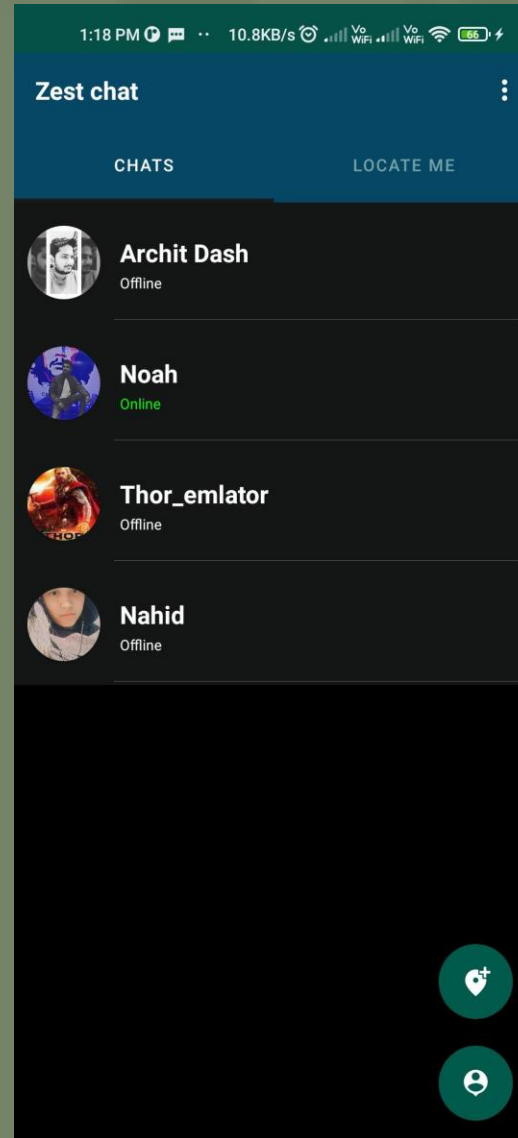 1:18 PM 10.8KB/s Vo WiFi Vo WiFi 66
Zest chat
CHATS LOCATE ME
Archit Dash
Offline
Noah
Online
Thor_emlator
Offline
THOR
Nahid
Offline